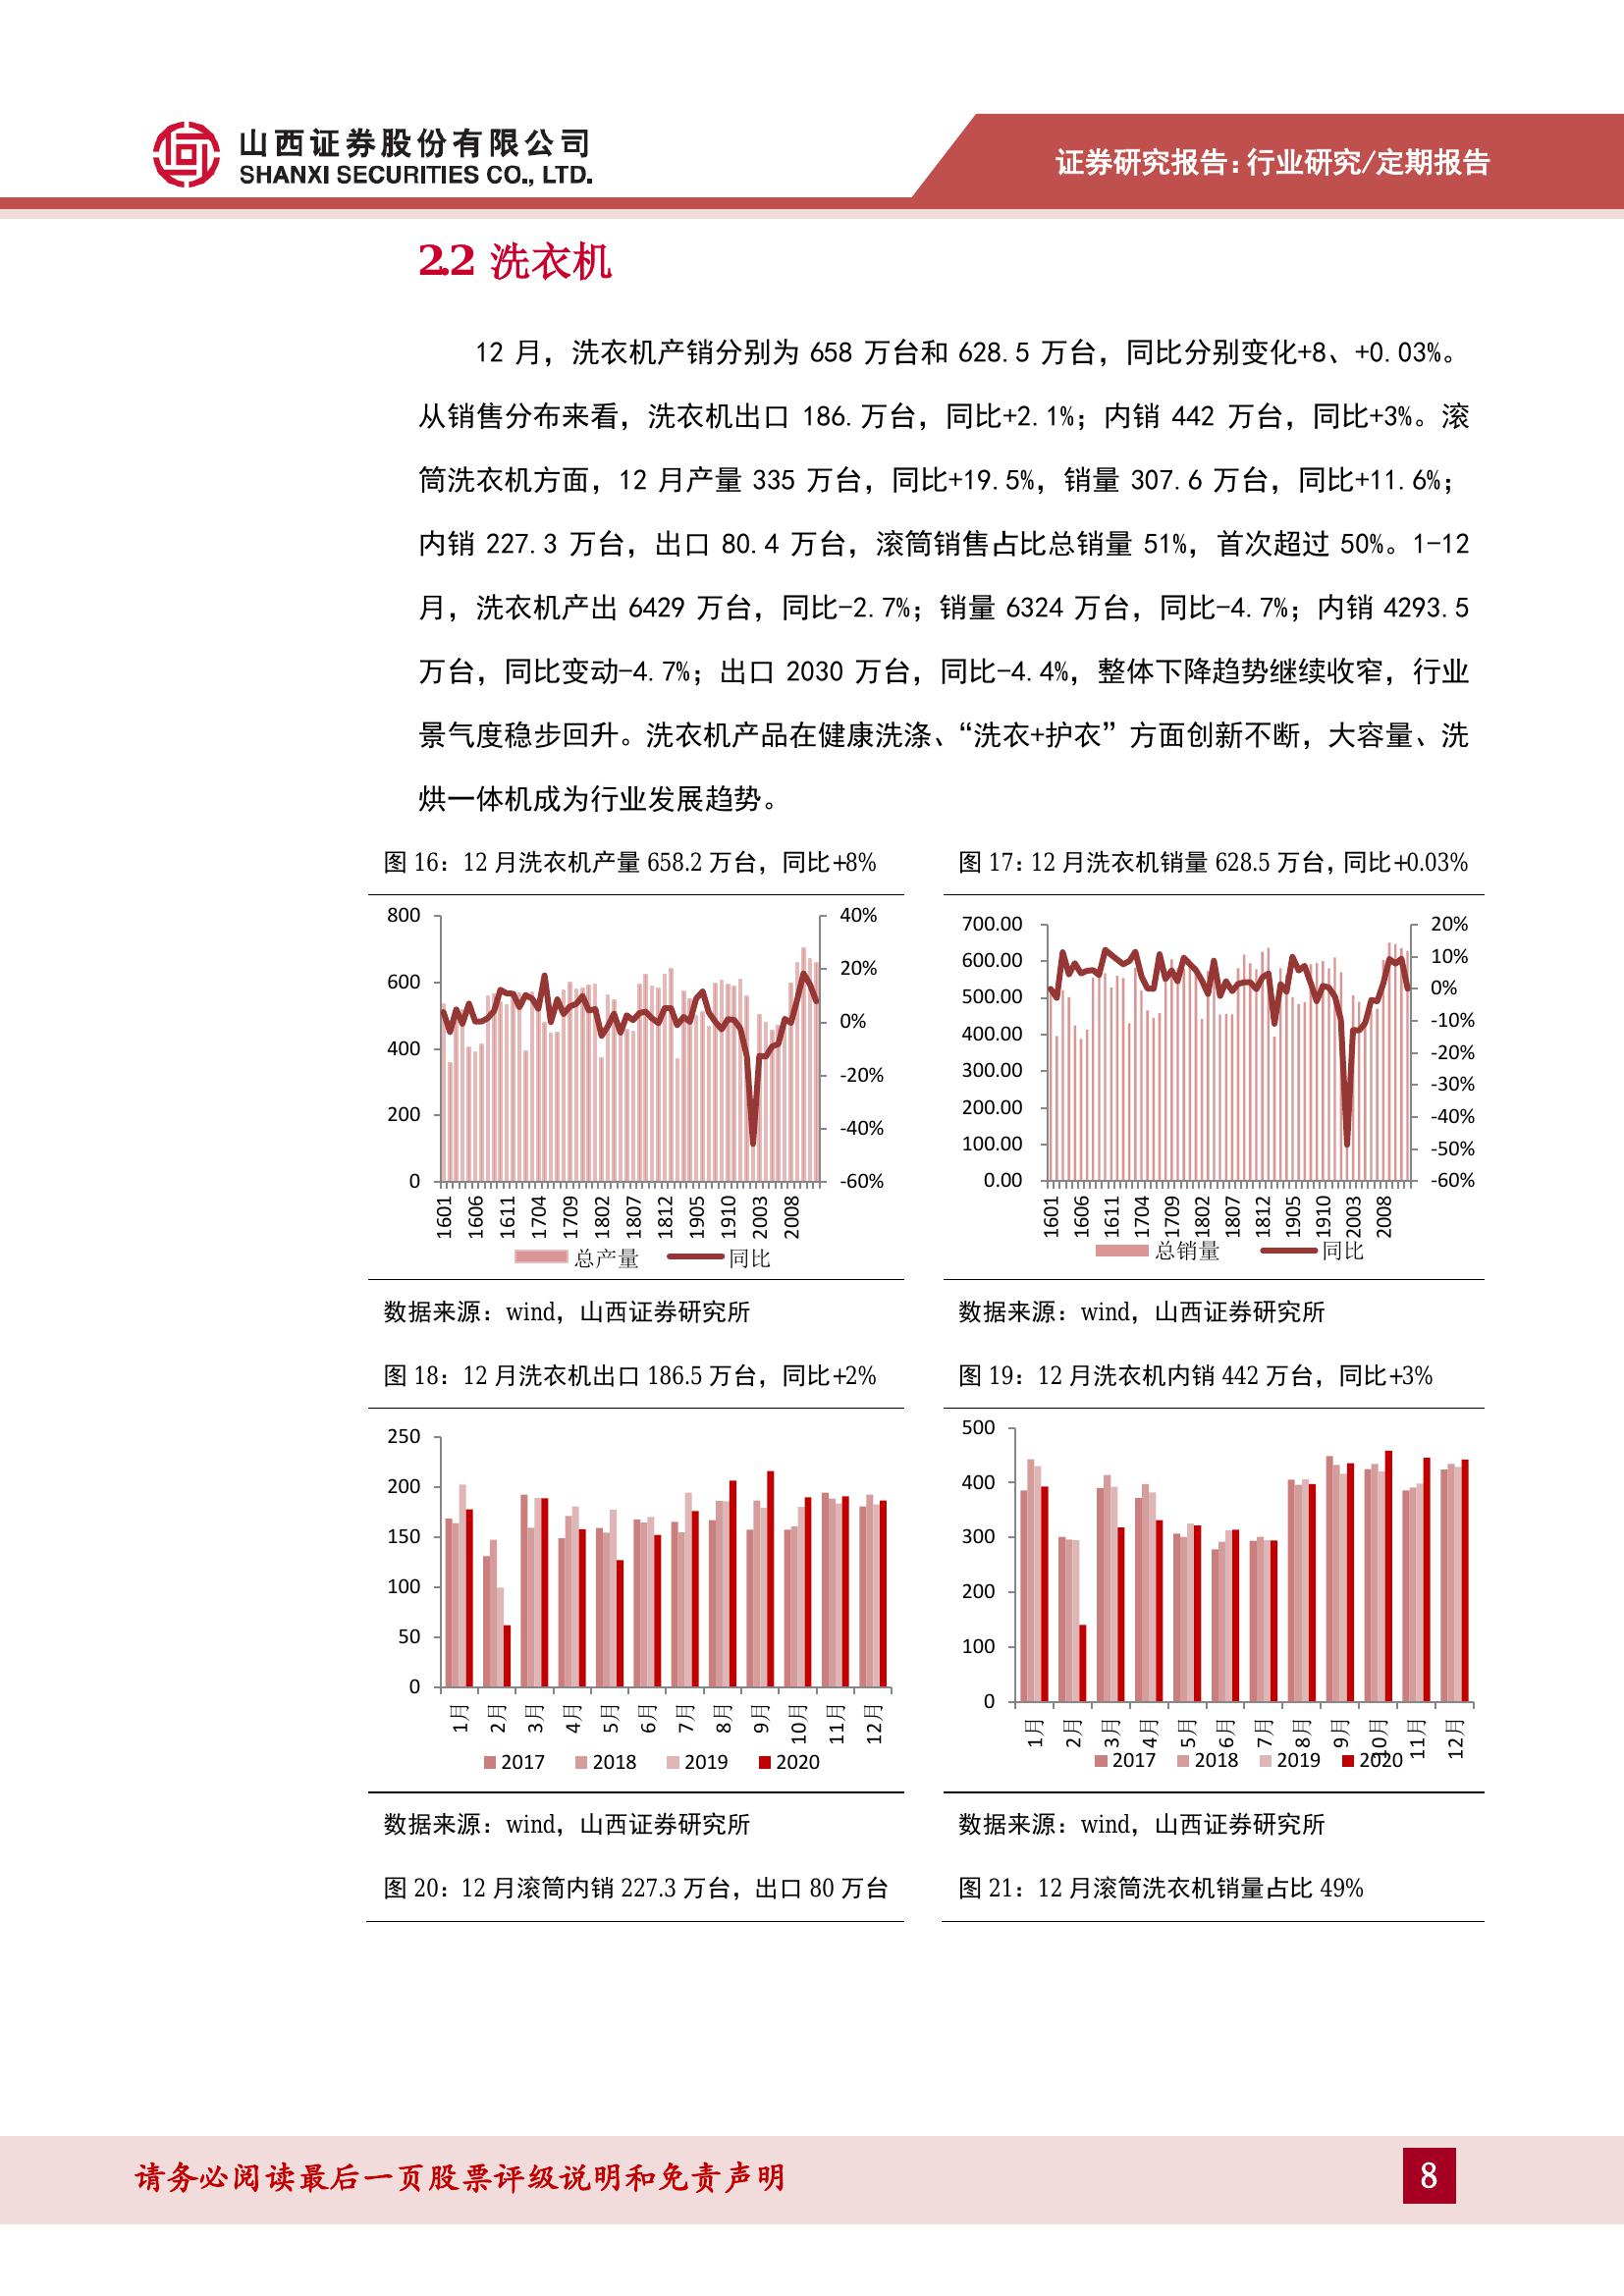 山西证券股份有限公司
SHANXI SECURITIES CO., LTD.
证券研究报告:行业研究/定期报告
2.2 洗衣机
12 月，洗衣机产销分别为 658 万台和 628.5 万台，同比分别变化+8、+0.03%。
从销售分布来看，洗衣机出口 186.万台，同比+2.1%；内销 442 万台，同比+3%。滚
筒洗衣机方面，12 月产量 335 万台，同比+19.5%，销量 307.6 万台，同比+11.6%；
内销 227.3 万台，出口 80.4 万台，滚筒销售占比总销量 51%，首次超过 50%。1-12
月，洗衣机产出 6429 万台，同比-2.7%；销量 6324 万台，同比-4.7%；内销 4293.5
万台，同比变动-4.7%；出口 2030 万台，同比-4.4%，整体下降趋势继续收窄，行业
景气度稳步回升。洗衣机产品在健康洗涤、“洗衣+护衣”方面创新不断，大容量、洗
烘一体机成为行业发展趋势。
图 16：12 月洗衣机产量 658.2 万台，同比+8%
800
600
400
200
0
40%
20%
0%
-20%
-40%
-60%
1601 1606 1611 1704 1709 1802 1807 1812 1905 1910 2003 2008
总产量 同比
数据来源：wind，山西证券研究所
图 17：12 月洗衣机销量 628.5 万台，同比+0.03%
700.00
600.00
500.00
400.00
300.00
200.00
100.00
0.00
20%
10%
0%
-10%
-20%
-30%
-40%
-50%
-60%
1601 1606 1611 1704 1709 1802 1807 1812 1905 1910 2003 2008
总销量 同比
数据来源：wind，山西证券研究所
图 18：12 月洗衣机出口 186.5 万台，同比+2%
250
200
150
100
50
0
1月 2月 3月 4月 5月 6月 7月 8月 9月 10月 11月 12月
2017 2018 2019 2020
数据来源：wind，山西证券研究所
图 19：12 月洗衣机内销 442 万台，同比+3%
500
400
300
200
100
0
1月 2月 3月 4月 5月 6月 7月 8月 9月 10月 11月 12月
2017 2018 2019 2020
数据来源：wind，山西证券研究所
图 20：12 月滚筒内销 227.3 万台，出口 80 万台
图 21：12 月滚筒洗衣机销量占比 49%
请务必阅读最后一页股票评级说明和免责声明
8